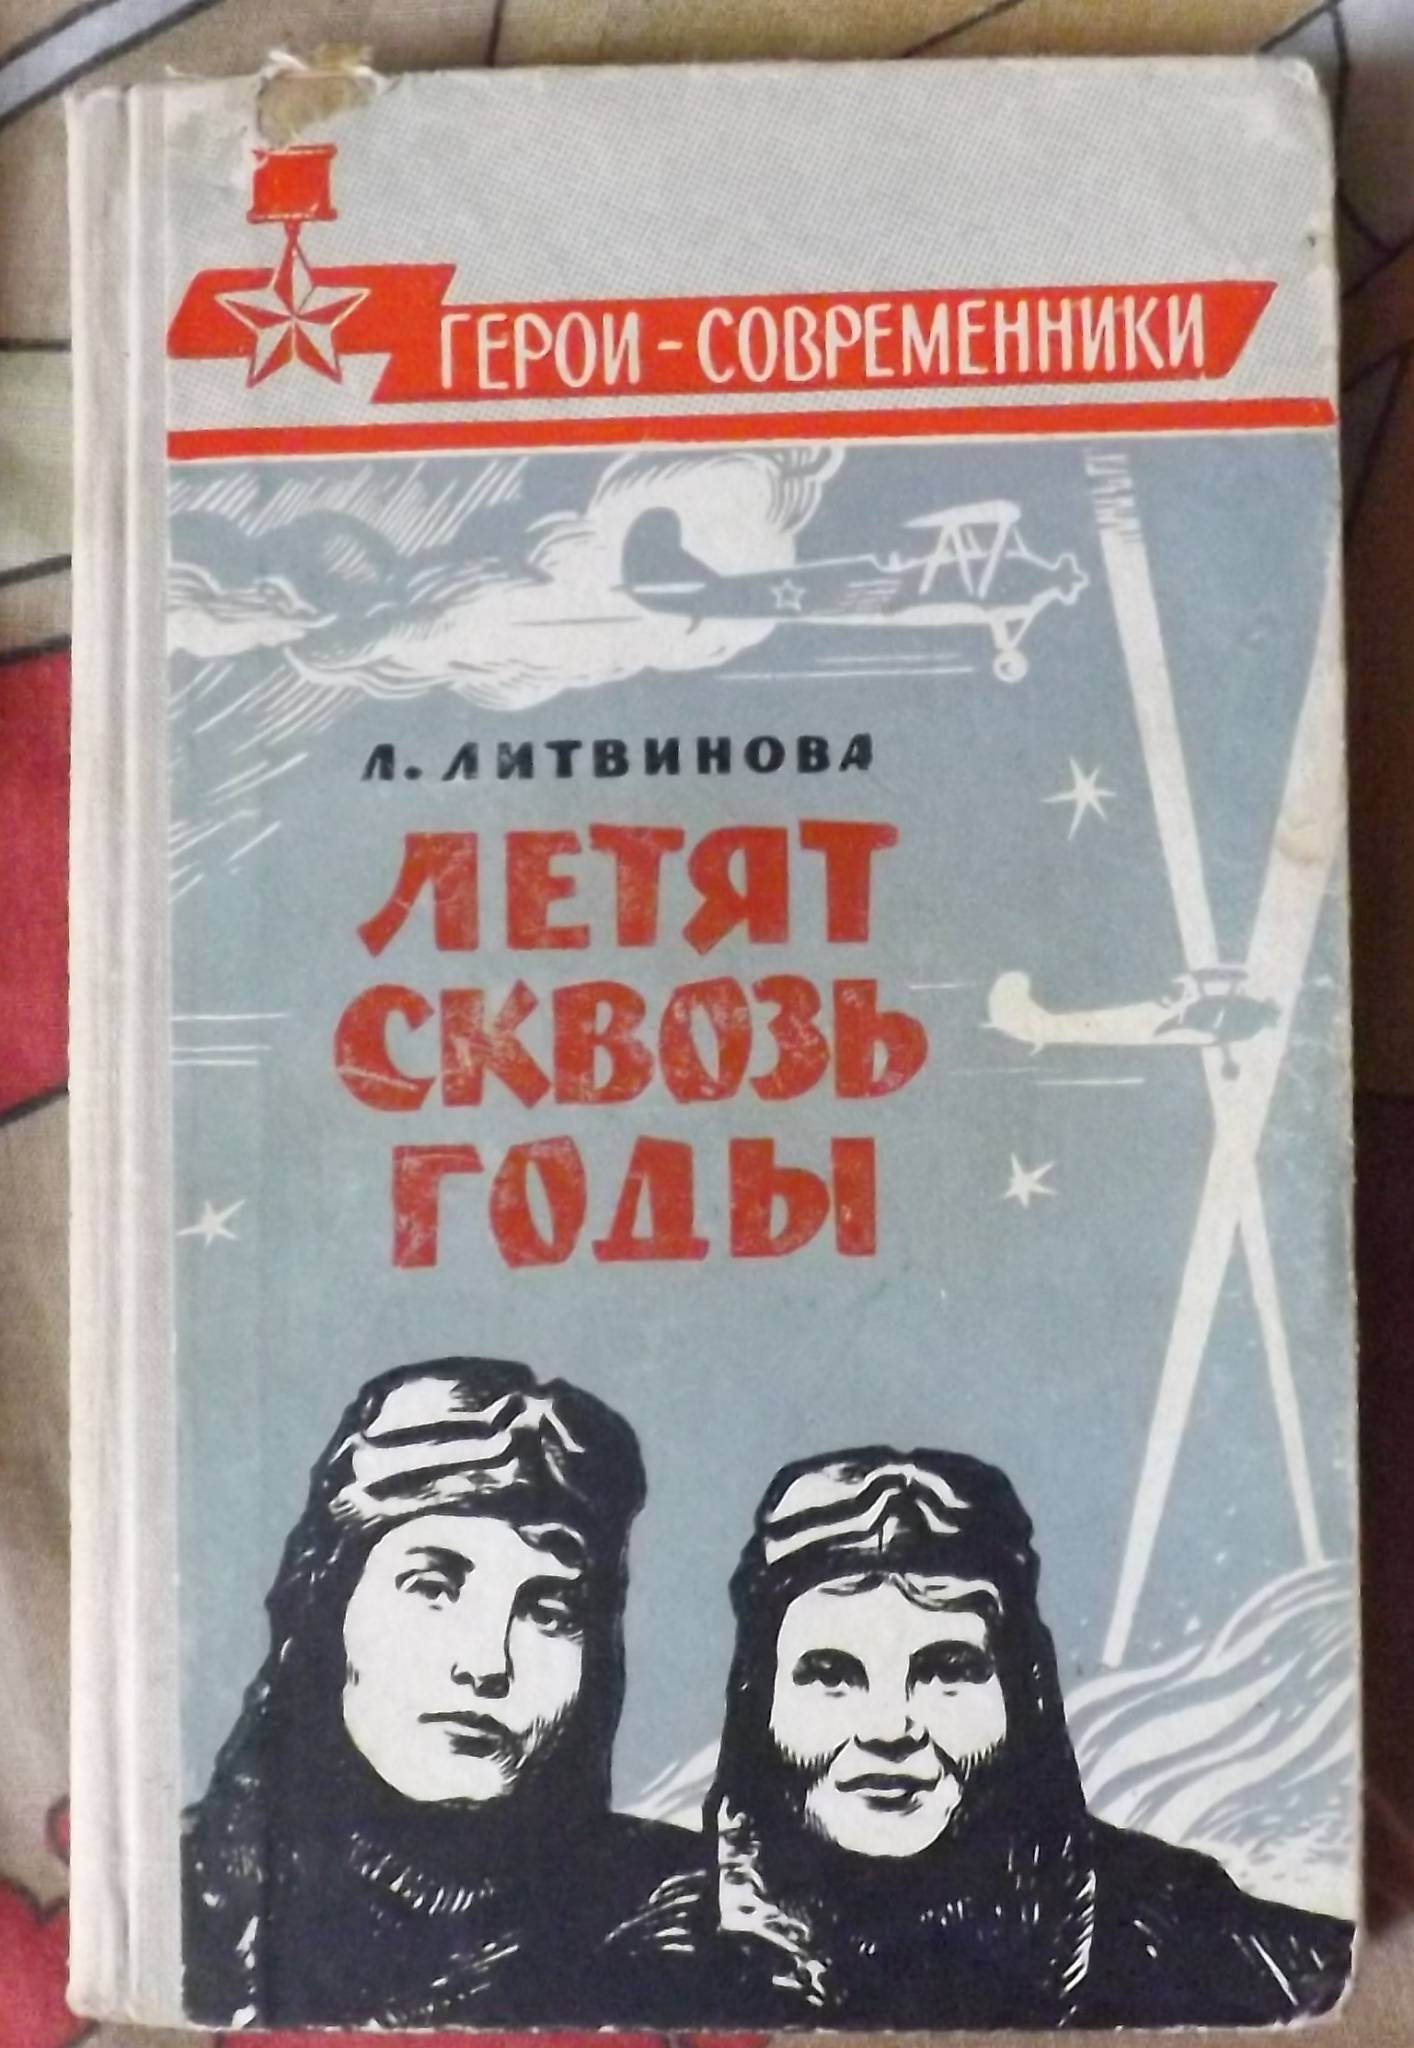 ГЕРОИ - СОВРЕМЕННИКИ
Л. ЛИТВИНОВА
ЛЕТЯТ
СКВОЗЬ
ГОДЫ